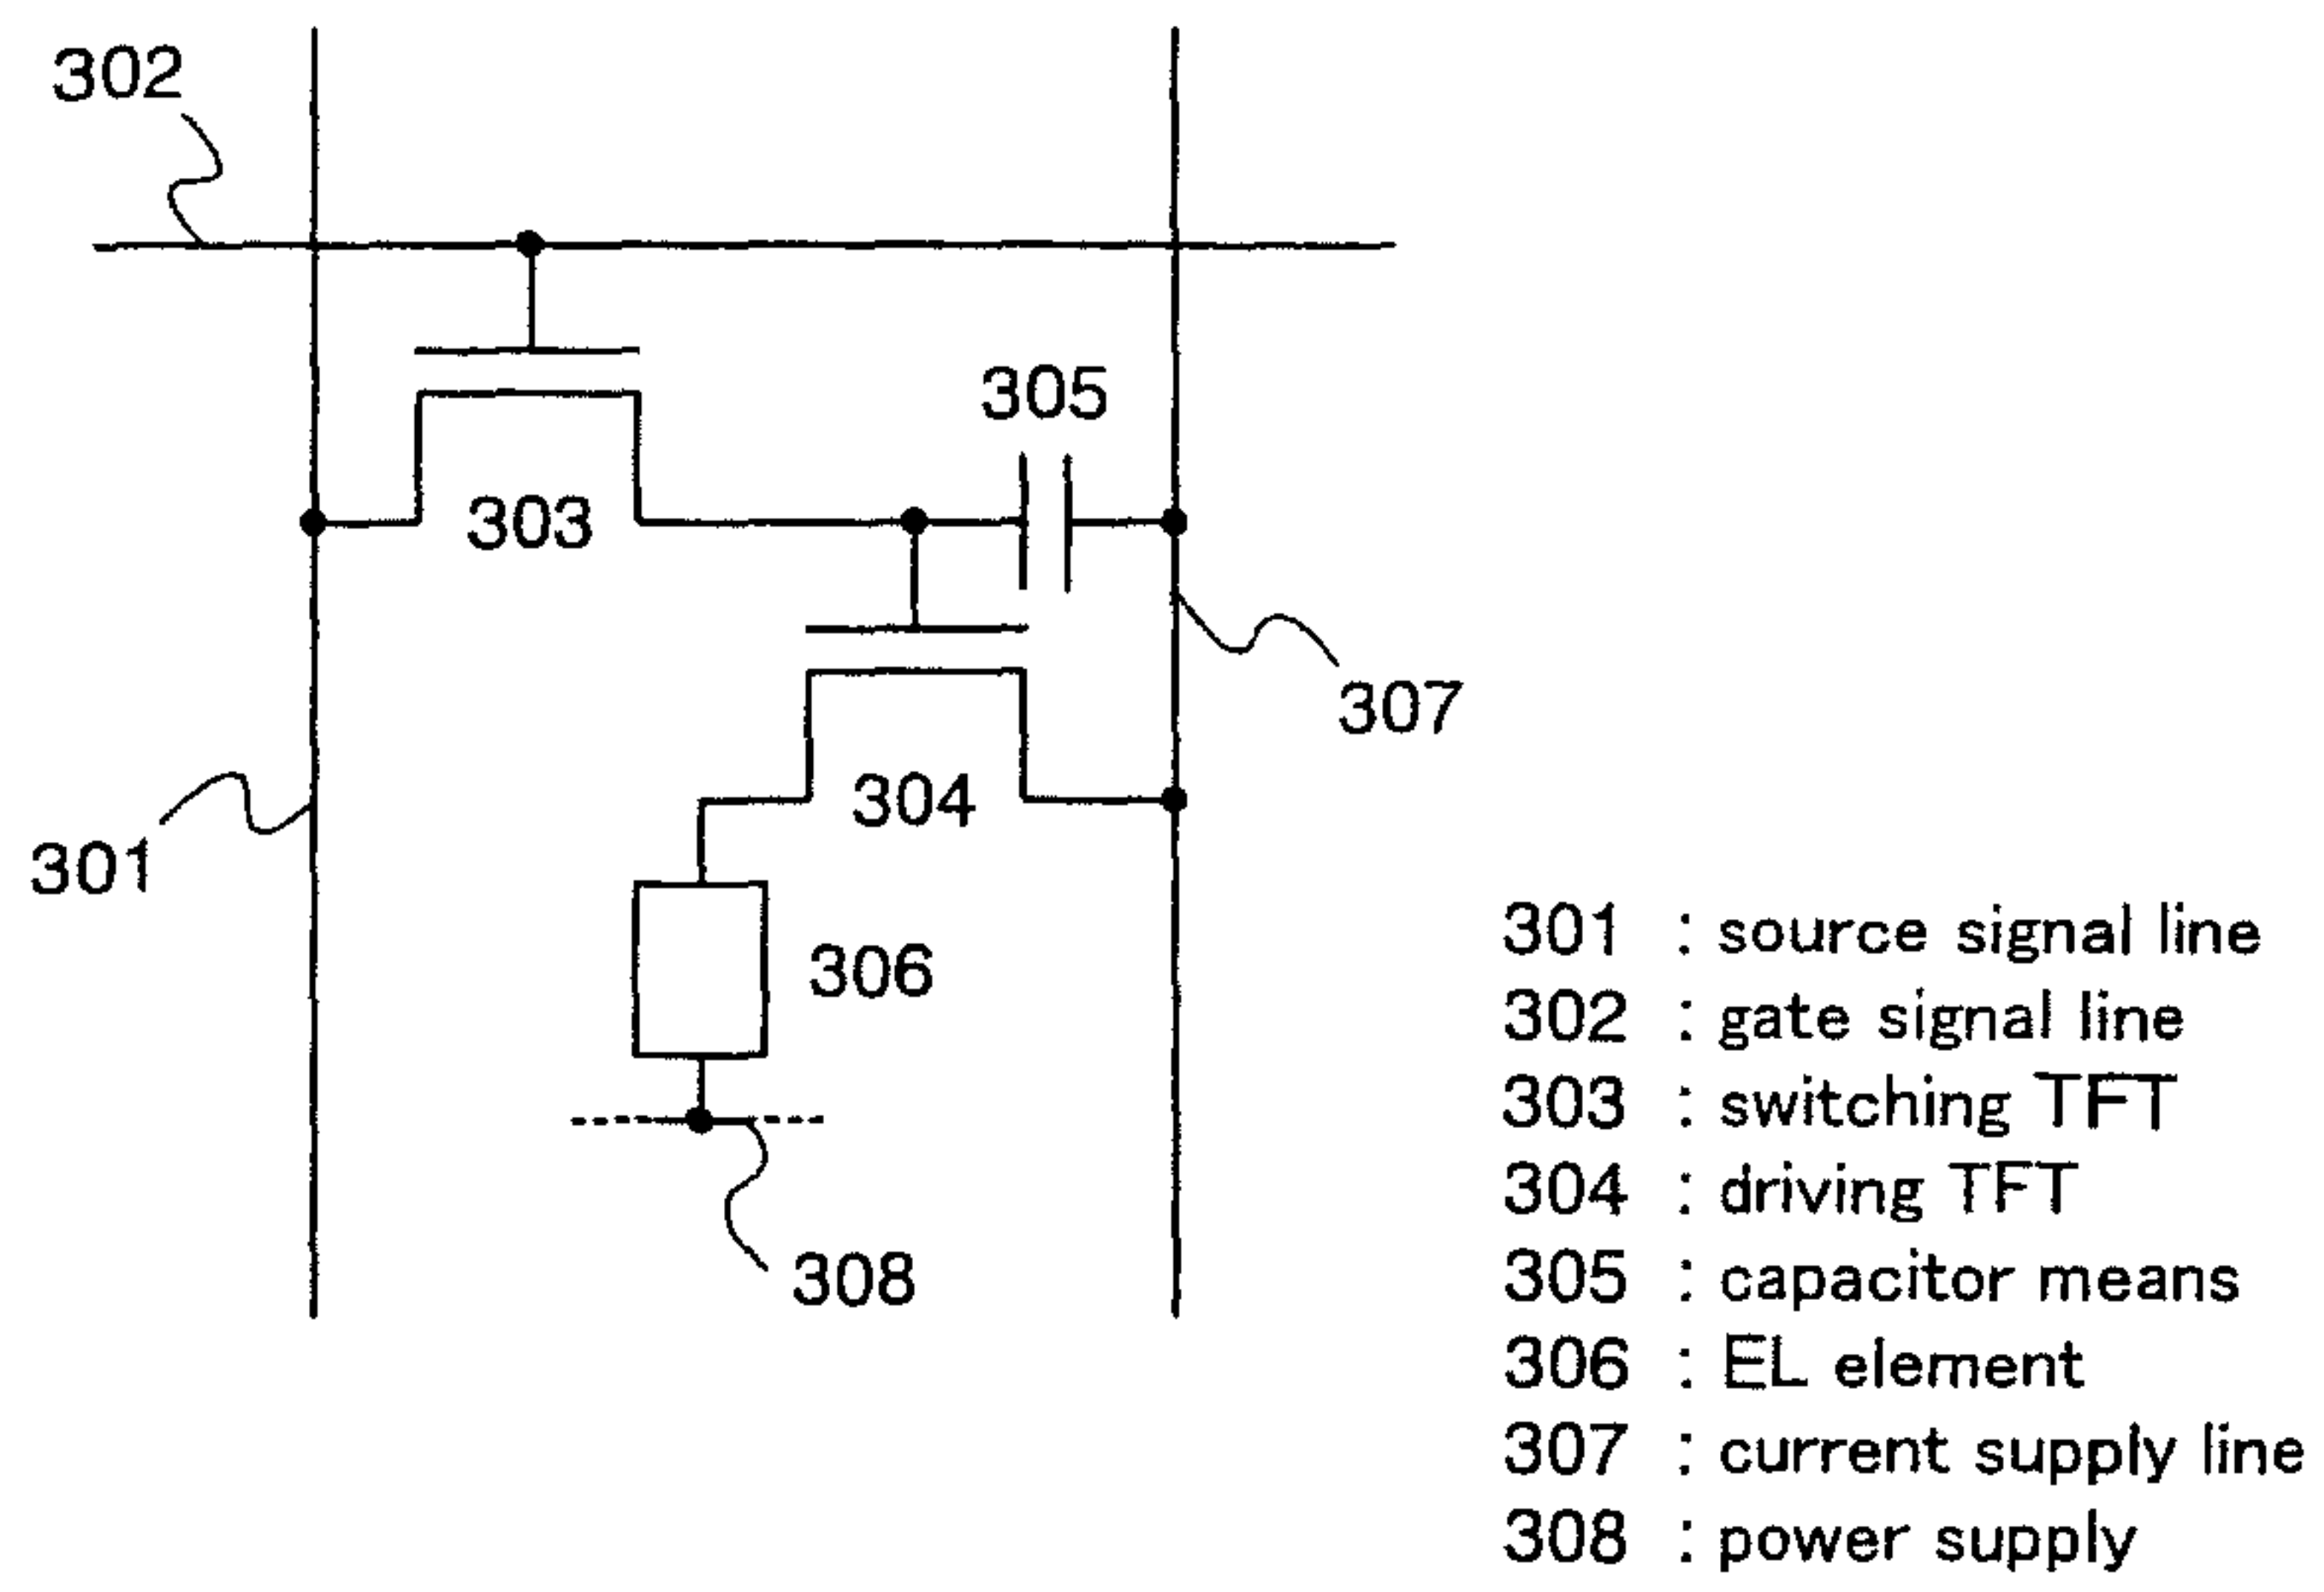 302
305
303
307
304
301
306
308
301 : source signal line
302 : gate signal line
303 : switching TFT
304 : driving TFT
305 : capacitor means
306 : EL element
307 : current supply line
308 : power supply